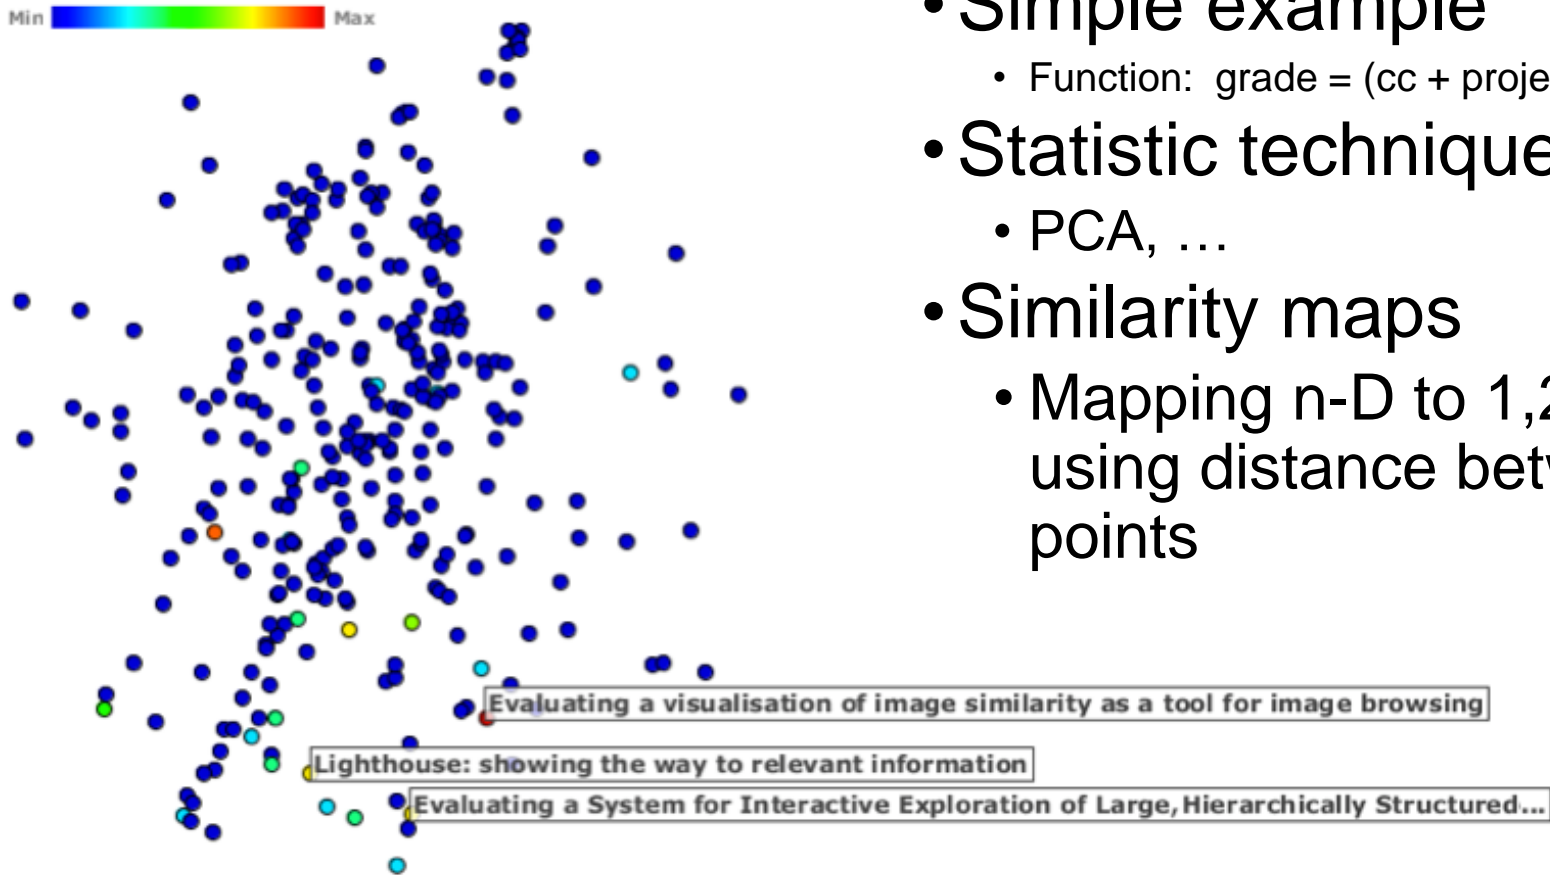 Min Max
• Simple example
• Function: grade = (cc + proje
• Statistic technique
• PCA, …
• Similarity maps
• Mapping n-D to 1,2
using distance betw
points
Evaluating a visualisation of image similarity as a tool for image browsing
Lighthouse: showing the way to relevant information
Evaluating a System for Interactive Exploration of Large, Hierarchically Structured...